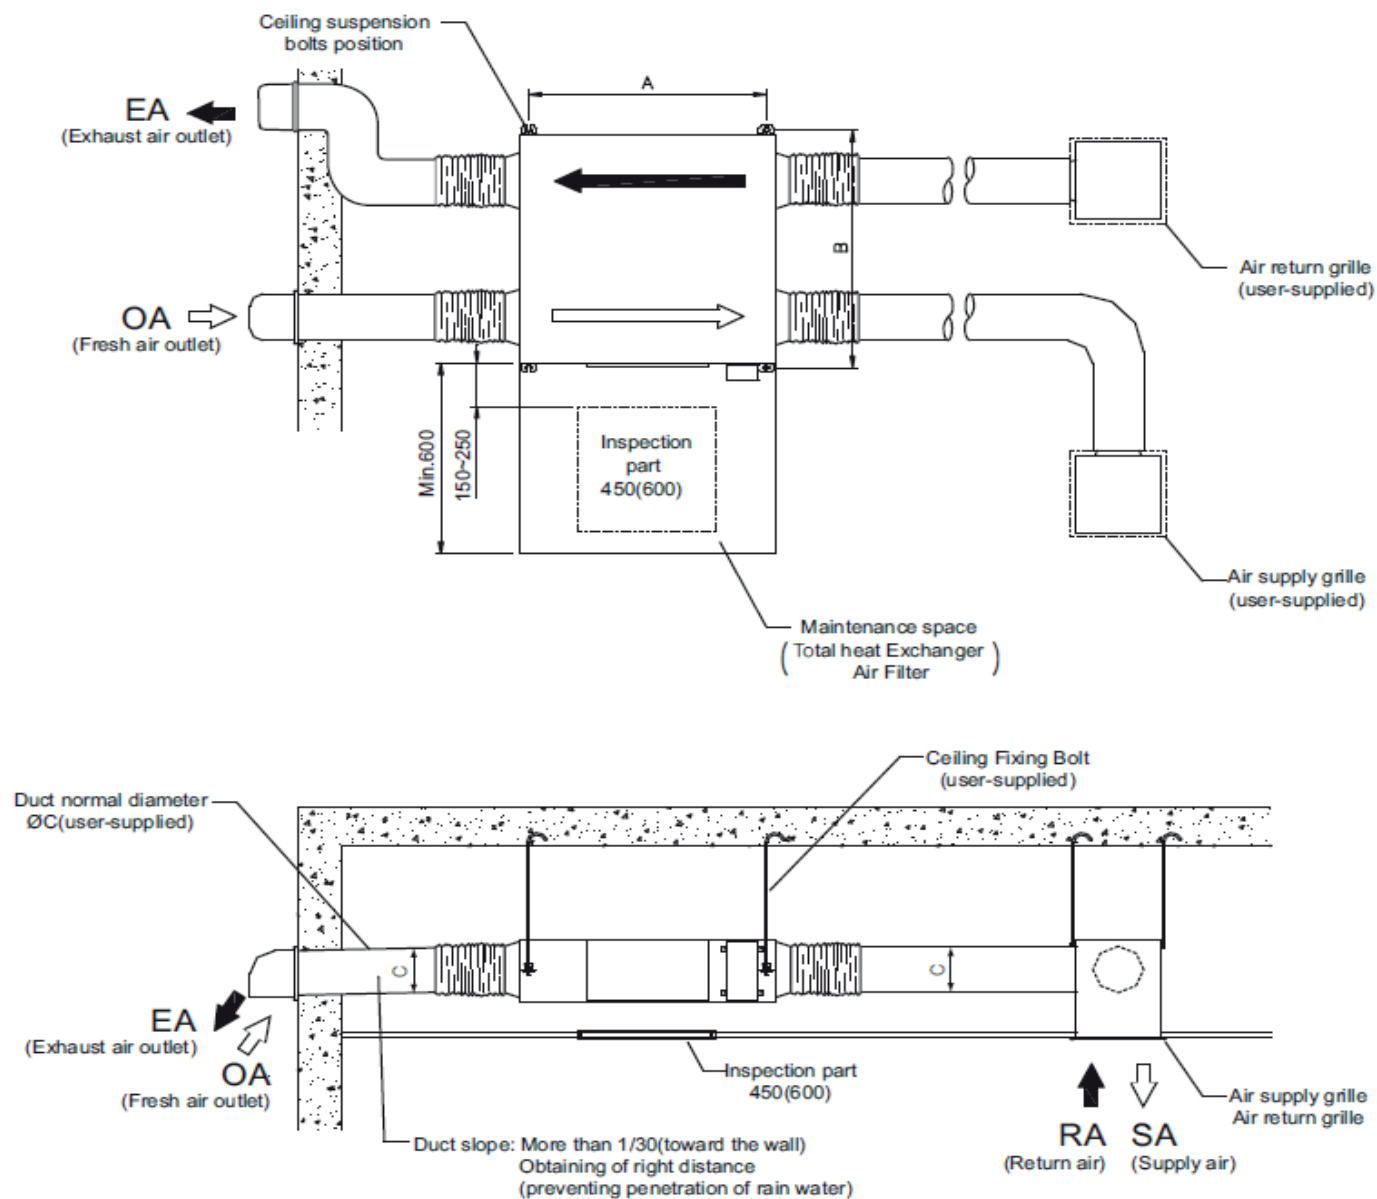 Ceiling suspension
bolts position
A
EA
(Exhaust air outlet)
B
Air return grille
(user-supplied)
OA
(Fresh air outlet)
Min.600
150~250
Inspection
part
450(600)
Air supply grille
(user-supplied)
Maintenance space
( Total heat Exchanger )
Air Filter
Ceiling Fixing Bolt
(user-supplied)
Duct normal diameter
ØC(user-supplied)
C
C
EA
(Exhaust air outlet)
OA
(Fresh air outlet)
Inspection part
450(600)
Air supply grille
Air return grille
RA
(Return air)
SA
(Supply air)
Duct slope: More than 1/30(toward the wall)
Obtaining of right distance
(preventing penetration of rain water)